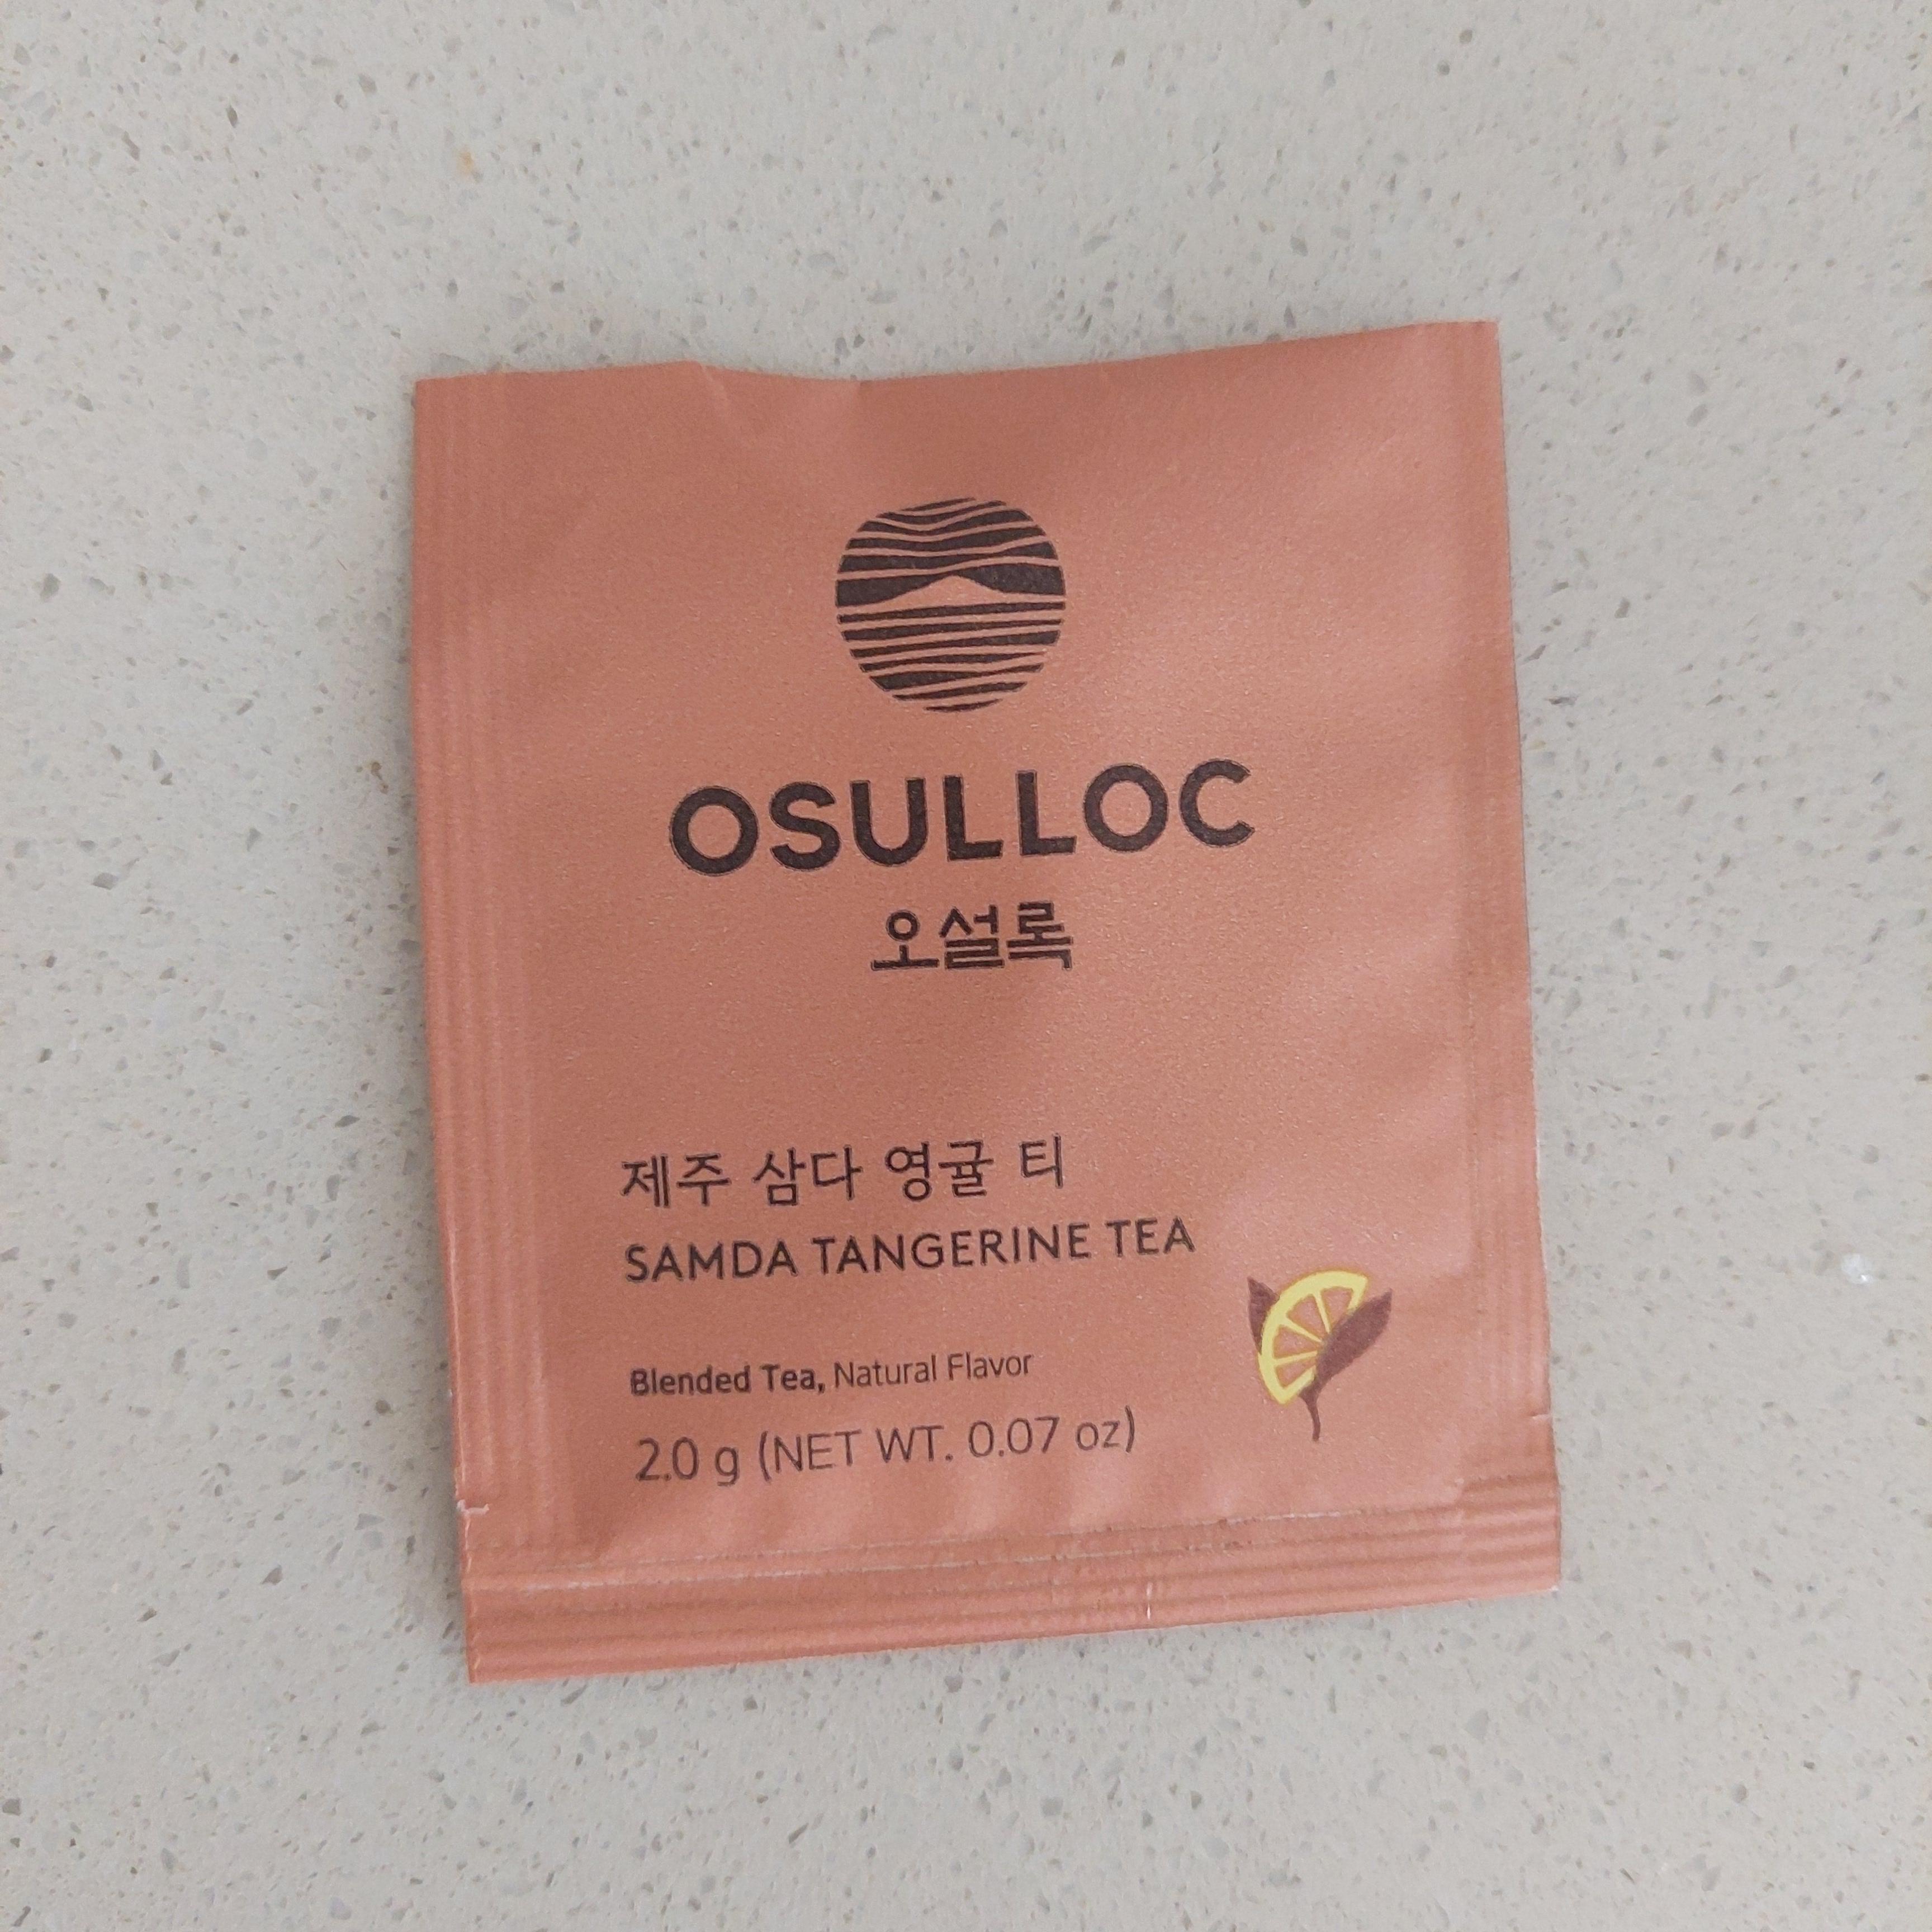 OSULLOC
오설록
제주 삼다 영귤 티
SAMDA TANGERINE TEA
Blended Tea, Natural Flavor
2.0 g (NET WT. 0.07 oz)